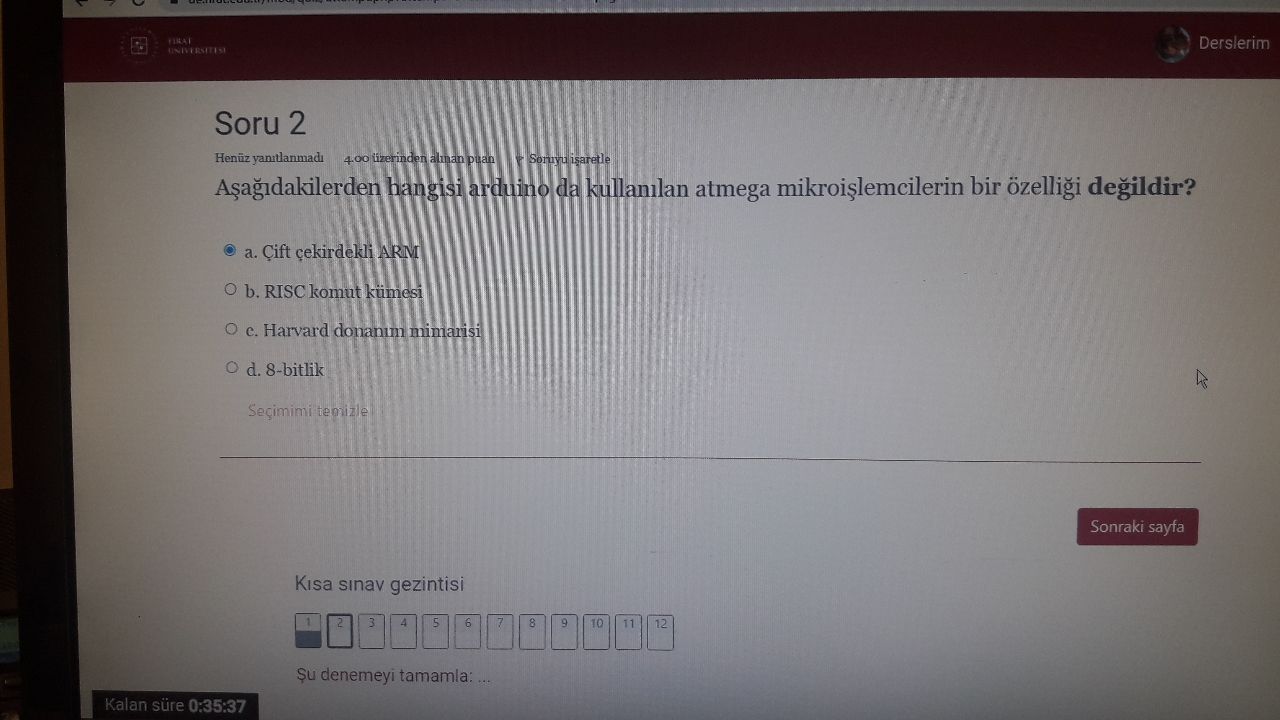 FIRAT
ÜNİVERSİTESİ
Derslerim
Soru 2
Henüz yanıtlanmadı 4.00 üzerinden alınan puan Soruyu işaretle
Aşağıdakilerden hangisi arduino da kullanılan atmega mikroişlemcilerin bir özelliği değildir?
a. Çift çekirdekli ARM
b. RISC komut kümesi
c. Harvard donanım mimarisi
d. 8-bitlik
Seçimimi temizle
Sonraki sayfa
Kısa sınav gezintisi
1 2 3 4 5 6 7 8 9 10 11 12
Şu denemeyi tamamla: ...
Kalan süre 0:35:37